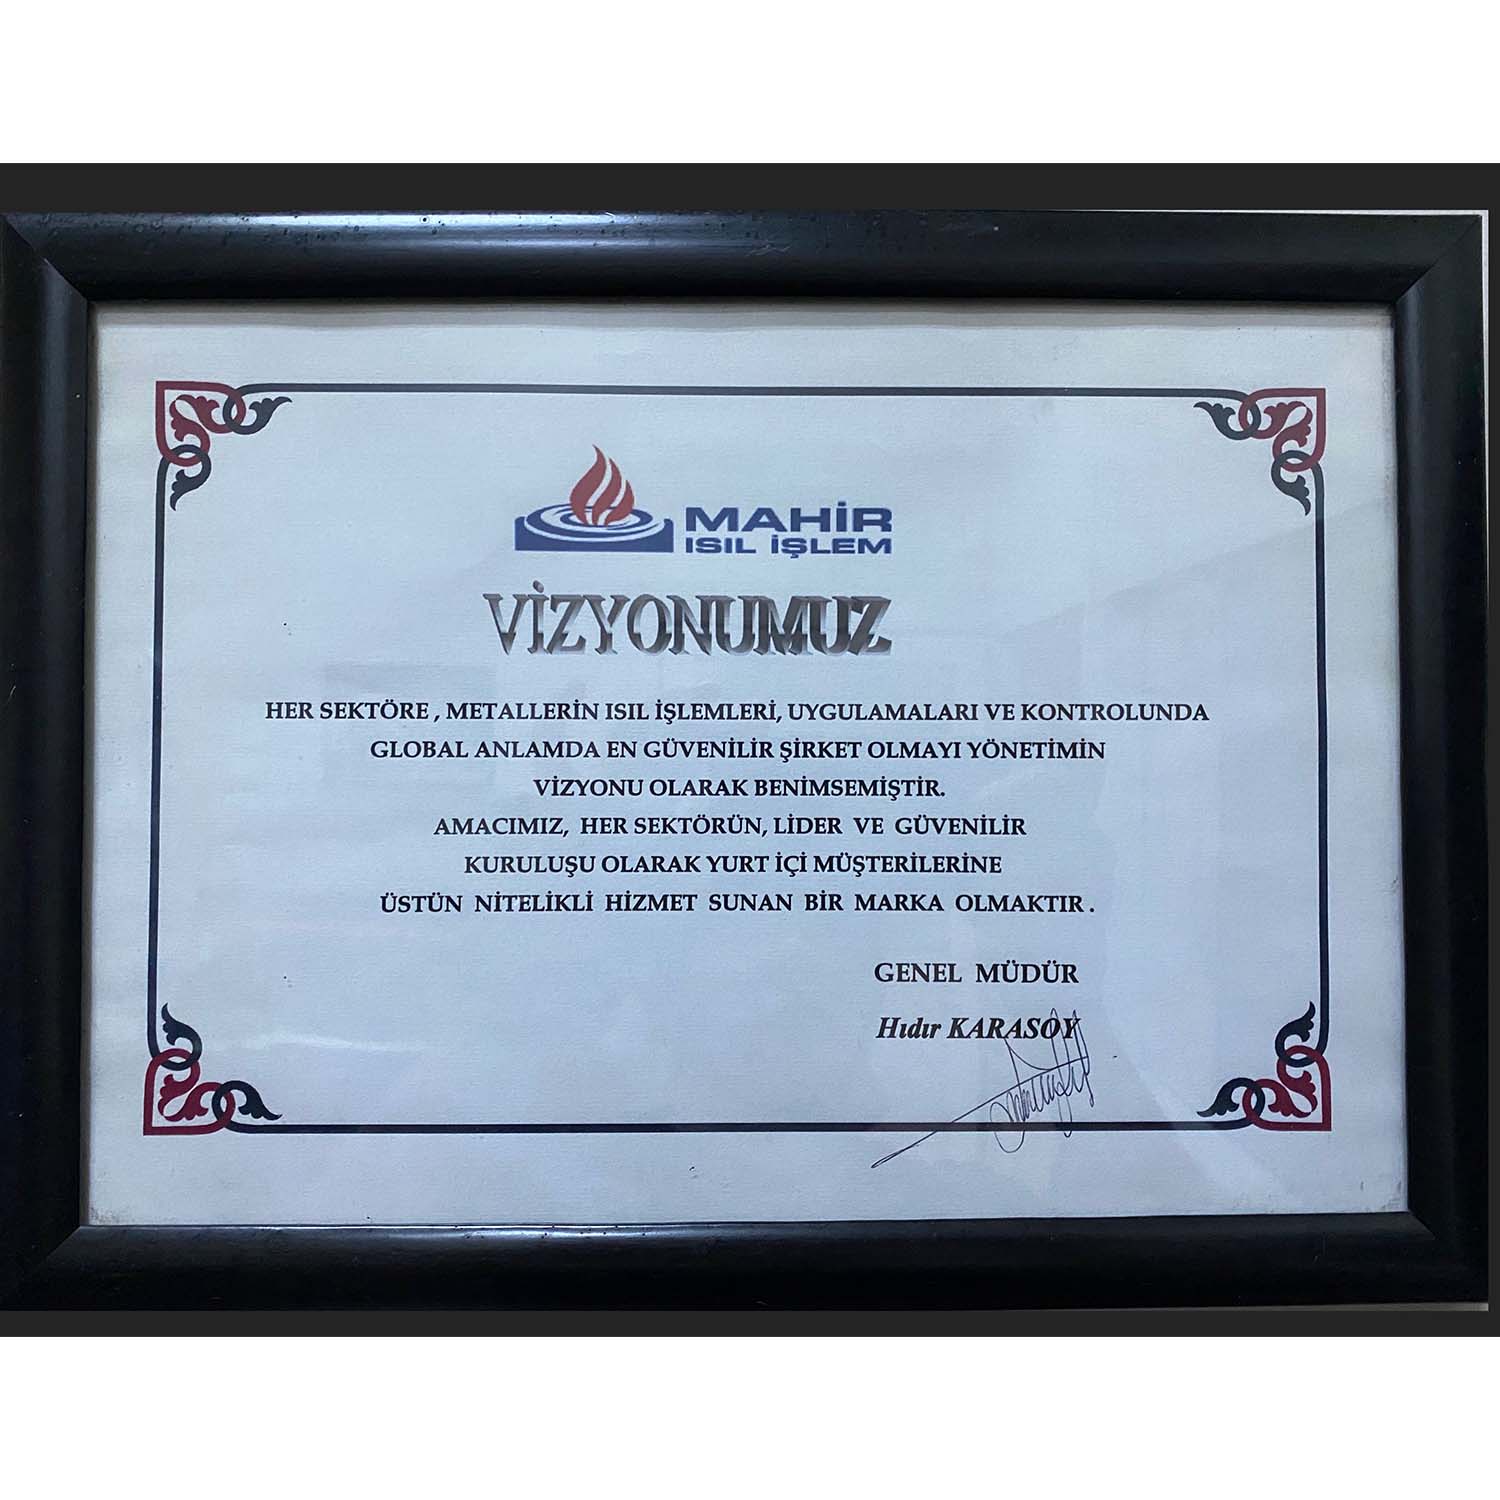 MAHİR
ISIL İŞLEM
VİZYONUMUZ
HER SEKTÖRE , METALLERİN ISIL İŞLEMLERİ, UYGULAMALARI VE KONTROLUNDA
GLOBAL ANLAMDA EN GÜVENİLİR ŞİRKET OLMAYI YÖNETİMİN
VİZYONU OLARAK BENİMSEMİŞTİR.
AMACIMIZ, HER SEKTÖRÜN, LİDER VE GÜVENİLİR
KURULUŞU OLARAK YURT İÇİ MÜŞTERİLERİNE
ÜSTÜN NİTELİKLİ HİZMET SUNAN BİR MARKA OLMAKTIR .
GENEL MÜDÜR
Hıdır KARASOY